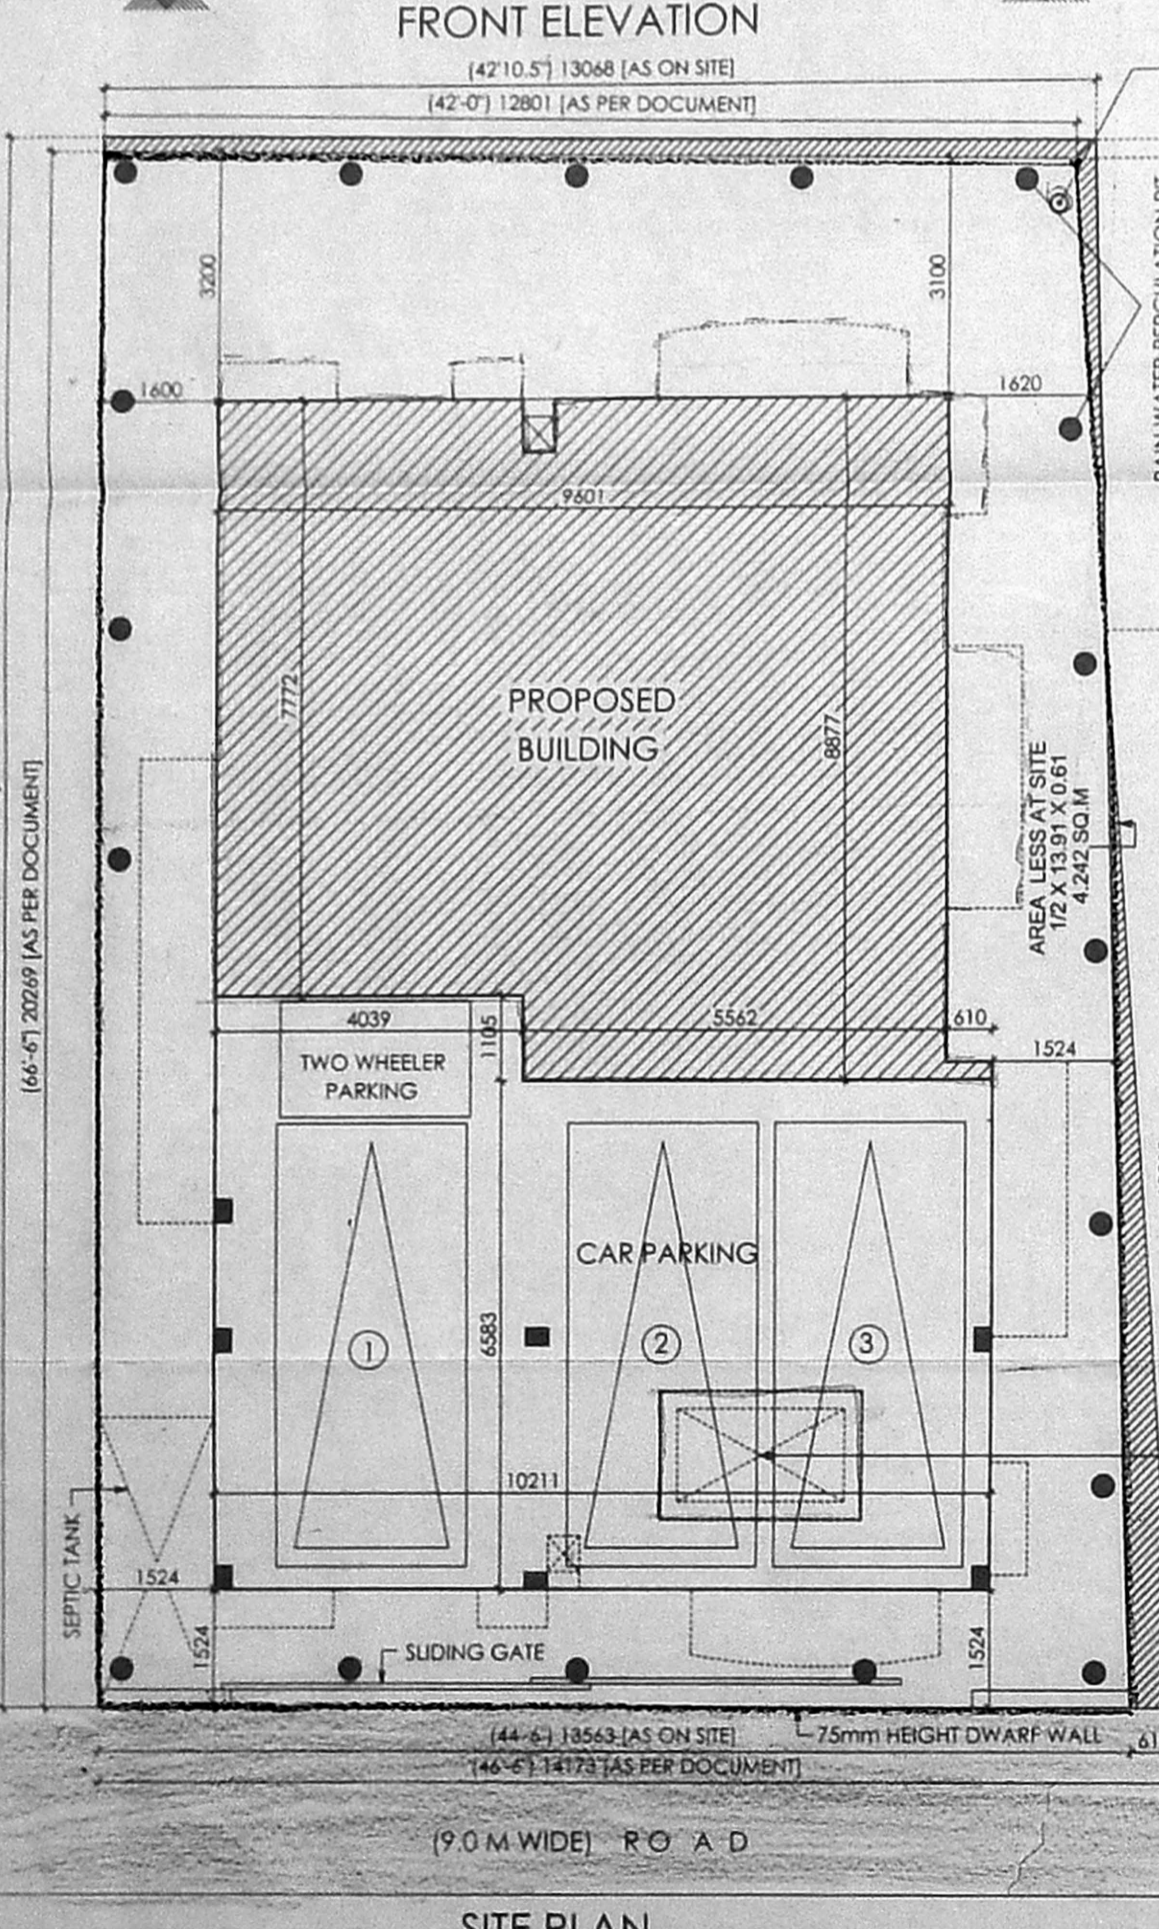 FRONT ELEVATION
(42'10.5") 13068 [AS ON SITE]
(42'-0") 12801 [AS PER DOCUMENT]
3200
3100
1600
1620
9601
7772
PROPOSED
BUILDING
8877
(66'-6") 20269 [AS PER DOCUMENT]
AREA LESS AT SITE
1/2 X 13.91 X 0.61
4.242 SQ.M
4039
1105
5562
610
1524
TWO WHEELER
PARKING
CAR PARKING
1
6583
2
3
10211
SEPTIC TANK
1524
1524
SLIDING GATE
1524
(44'-6") 13563 [AS ON SITE]
75mm HEIGHT DWARF WALL
61
(46'-6") 14173 [AS PER DOCUMENT]
(9.0 M WIDE) ROAD
SITE PLAN